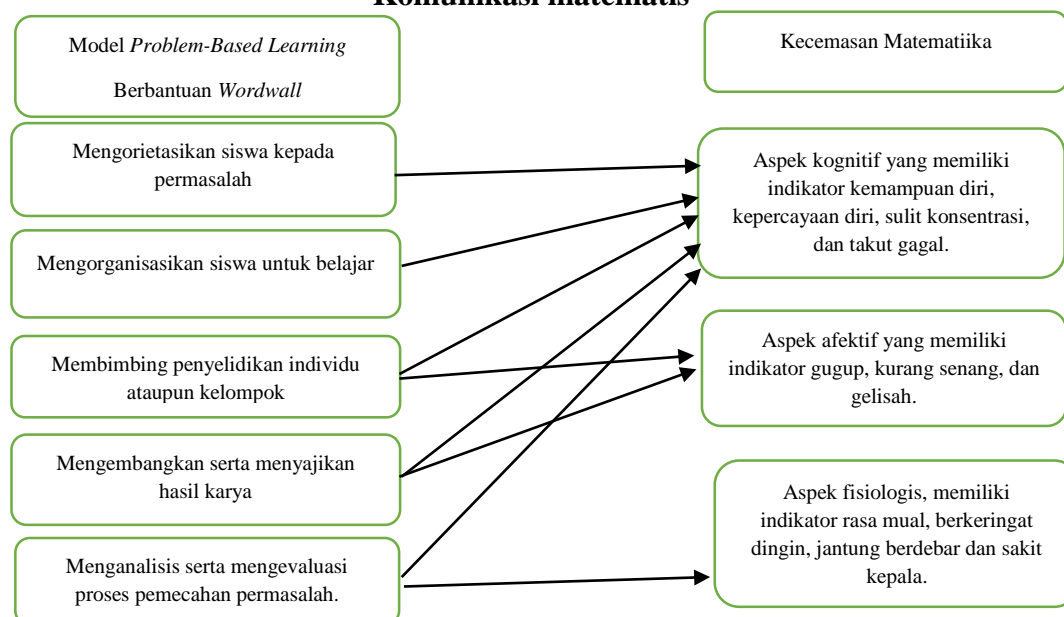 Komunikasi matematis
Model Problem-Based Learning
Berbantuan Wordwall
Kecemasan Matematiika
Mengorietasikan siswa kepada
permasalah
Mengorganisasikan siswa untuk belajar
Membimbing penyelidikan individu
ataupun kelompok
Mengembangkan serta menyajikan
hasil karya
Menganalisis serta mengevaluasi
proses pemecahan permasalah.
Aspek kognitif yang memiliki
indikator kemampuan diri,
kepercayaan diri, sulit konsentrasi,
dan takut gagal.
Aspek afektif yang memiliki
indikator gugup, kurang senang, dan
gelisah.
Aspek fisiologis, memiliki
indikator rasa mual, berkeringat
dingin, jantung berdebar dan sakit
kepala.